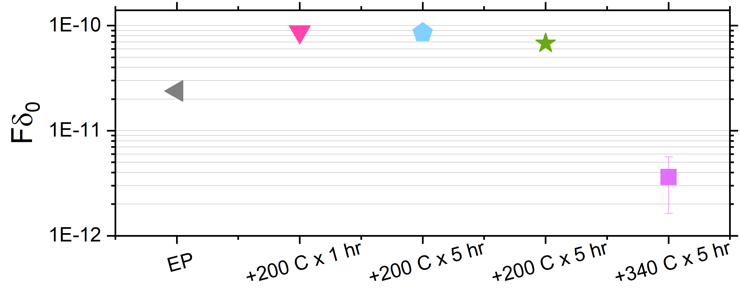 1E-10
1E-11
1E-12
Fδ0
EP
+200 C x 1 hr
+200 C x 5 hr
+200 C x 5 hr
+340 C x 5 hr